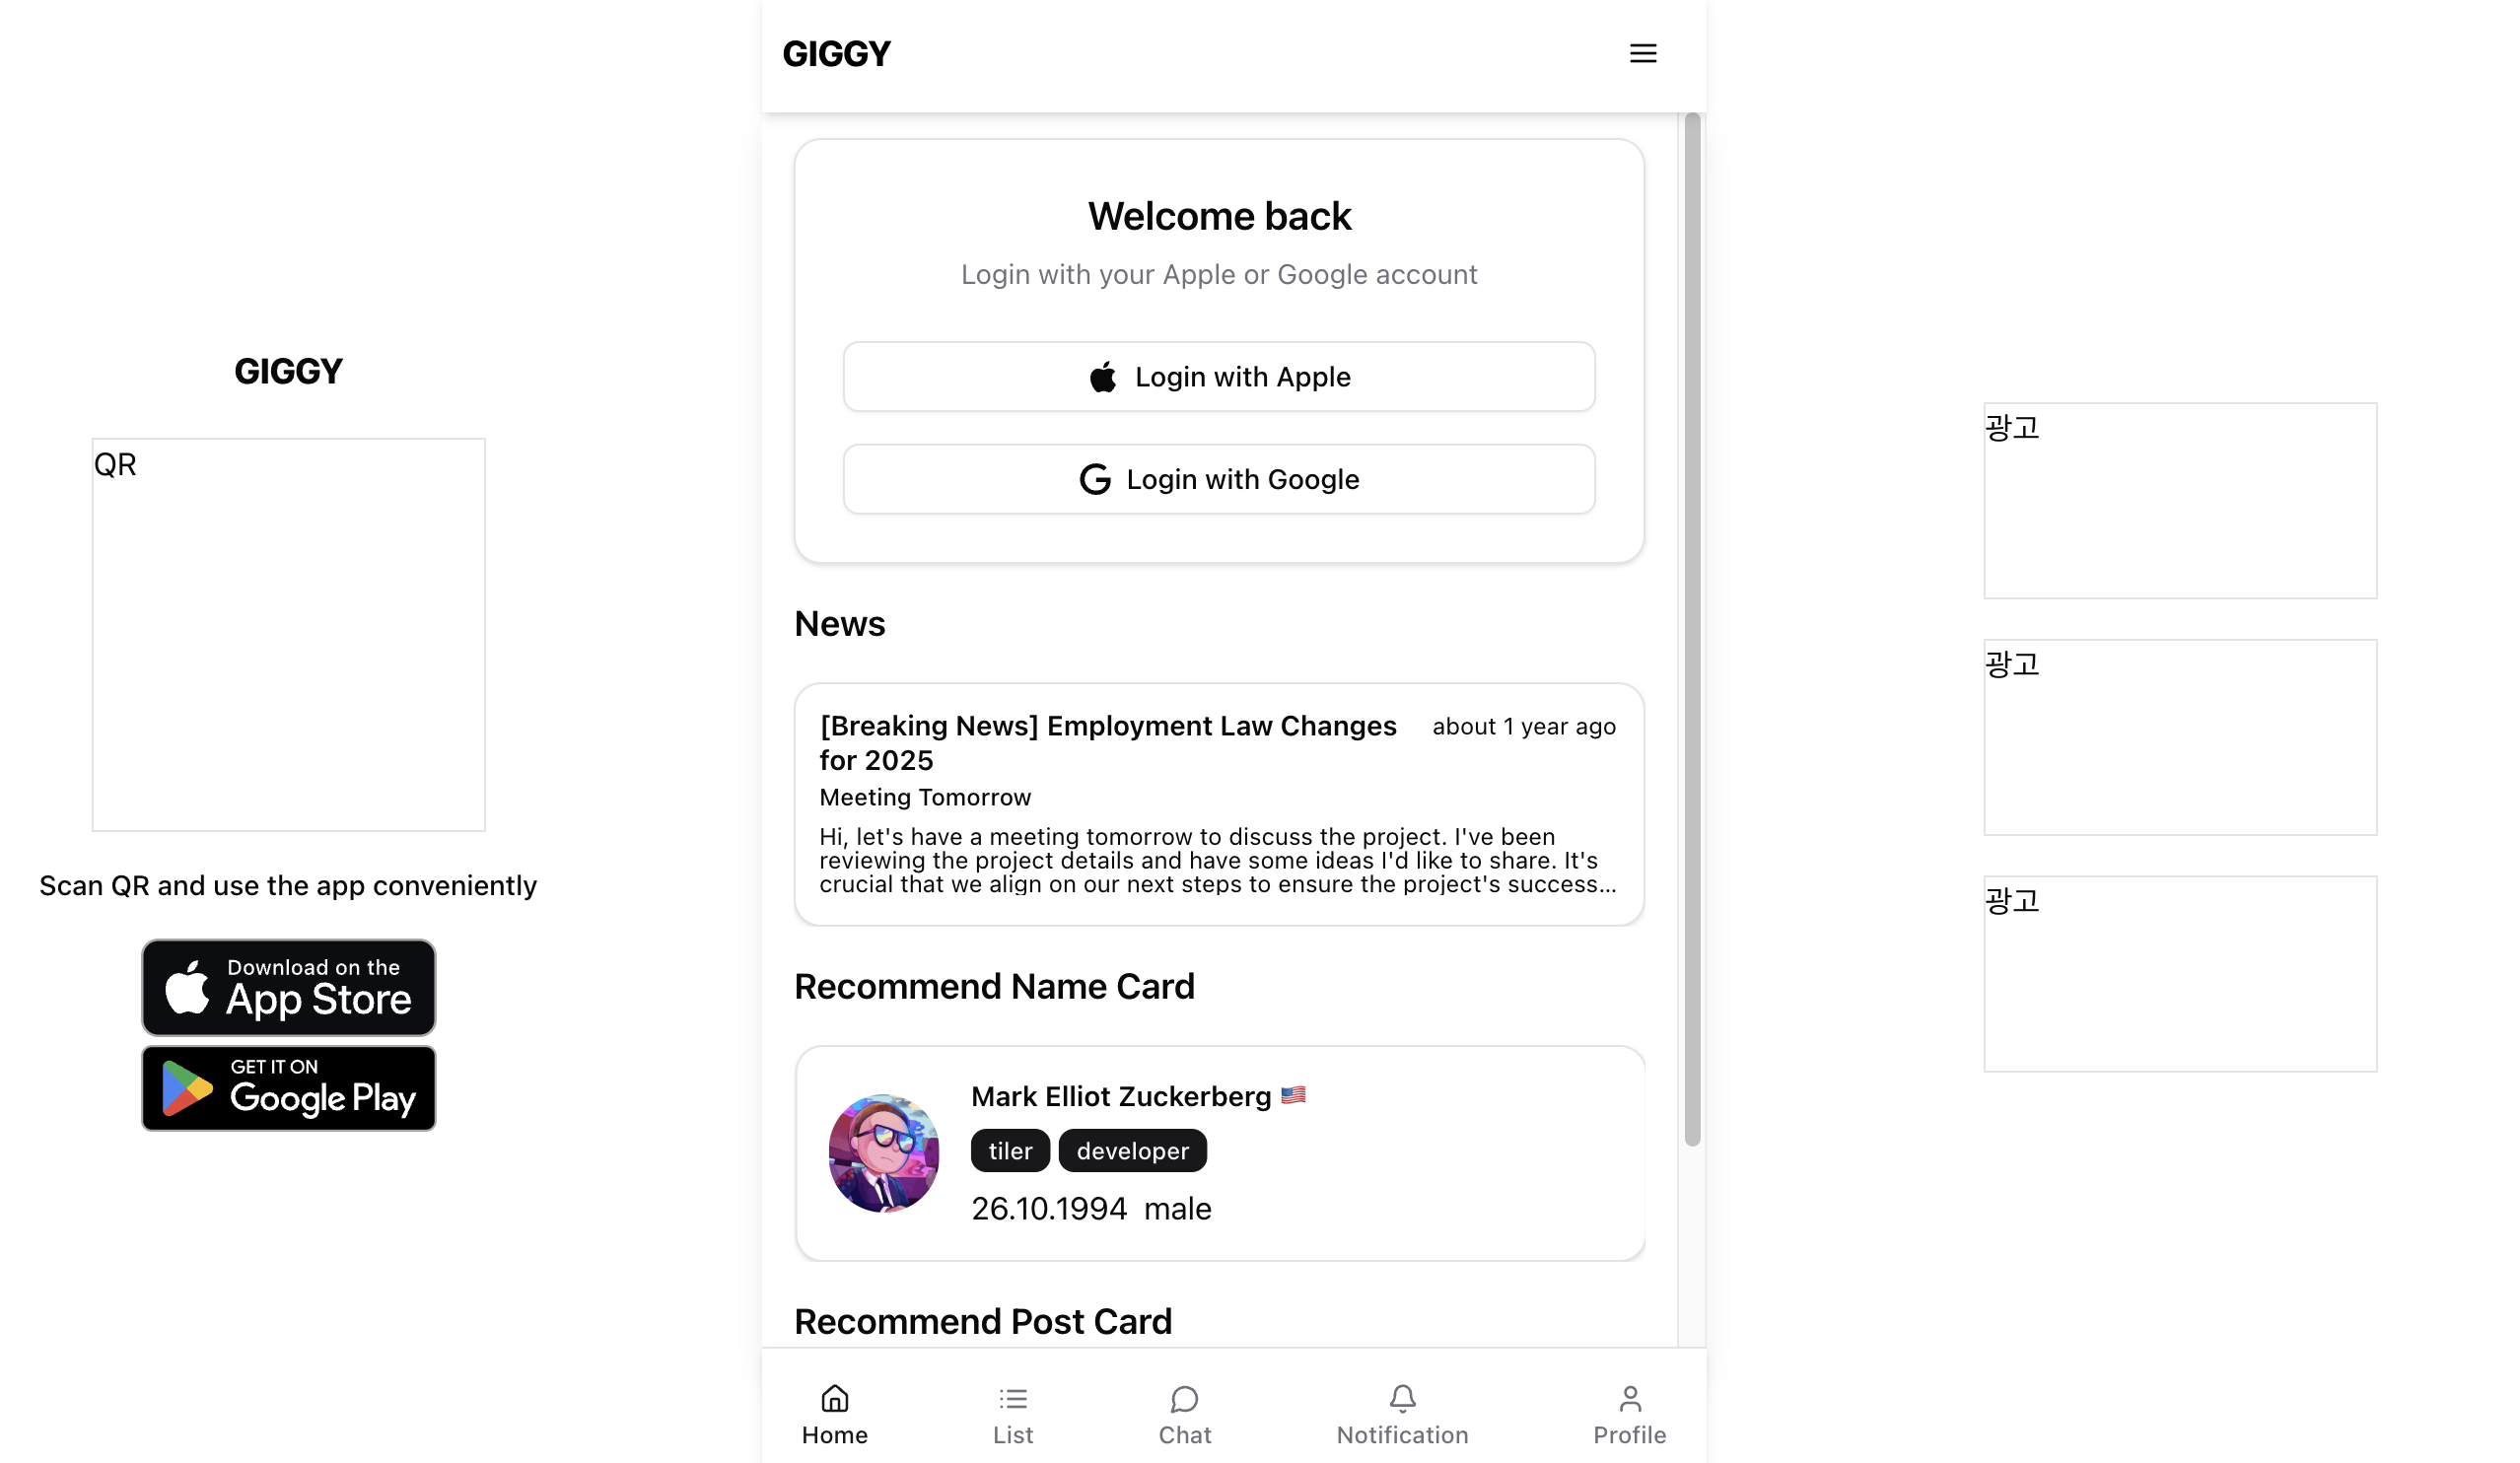 GIGGY
QR
Scan QR and use the app conveniently
Download on the
App Store
GET IT ON
Google Play
GIGGY
Welcome back
Login with your Apple or Google account
Login with Apple
Login with Google
News
[Breaking News] Employment Law Changes
for 2025
about 1 year ago
Meeting Tomorrow
Hi, let's have a meeting tomorrow to discuss the project. I've been
reviewing the project details and have some ideas I'd like to share. It's
crucial that we align on our next steps to ensure the project's success...
Recommend Name Card
Mark Elliot Zuckerberg 🇺🇸
tiler developer
26.10.1994 male
Recommend Post Card
Home List Chat Notification Profile
광고
광고
광고